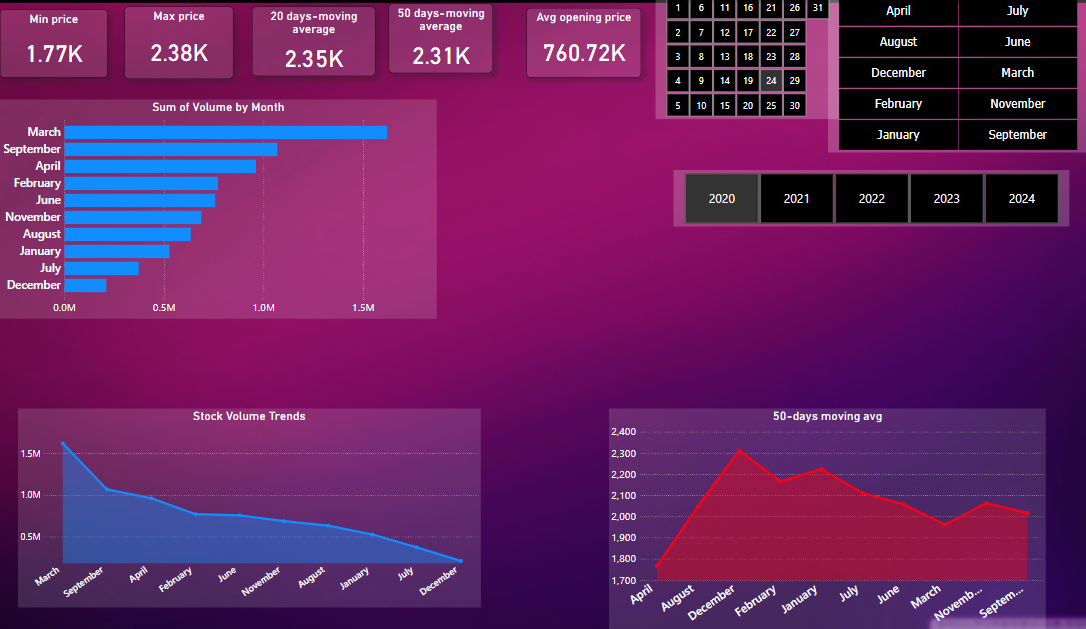 Min price
1.77K
Max price
2.38K
20 days-moving
average
2.35K
50 days-moving
average
2.31K
Avg opening price
760.72K
1 6 11 16 21 26 31
2 7 12 17 22 27
3 8 13 18 23 28
4 9 14 19 24 29
5 10 15 20 25 30
April July
August June
December March
February November
January September
2020 2021 2022 2023 2024
Sum of Volume by Month
March
September
April
February
June
November
August
January
July
December
0.0M 0.5M 1.0M 1.5M
Stock Volume Trends
1.5M
1.0M
0.5M
March September April February June November August January July December
50-days moving avg
2,400
2,300
2,200
2,100
2,000
1,900
1,800
1,700
April August December February January July June March Novemb... Septem...